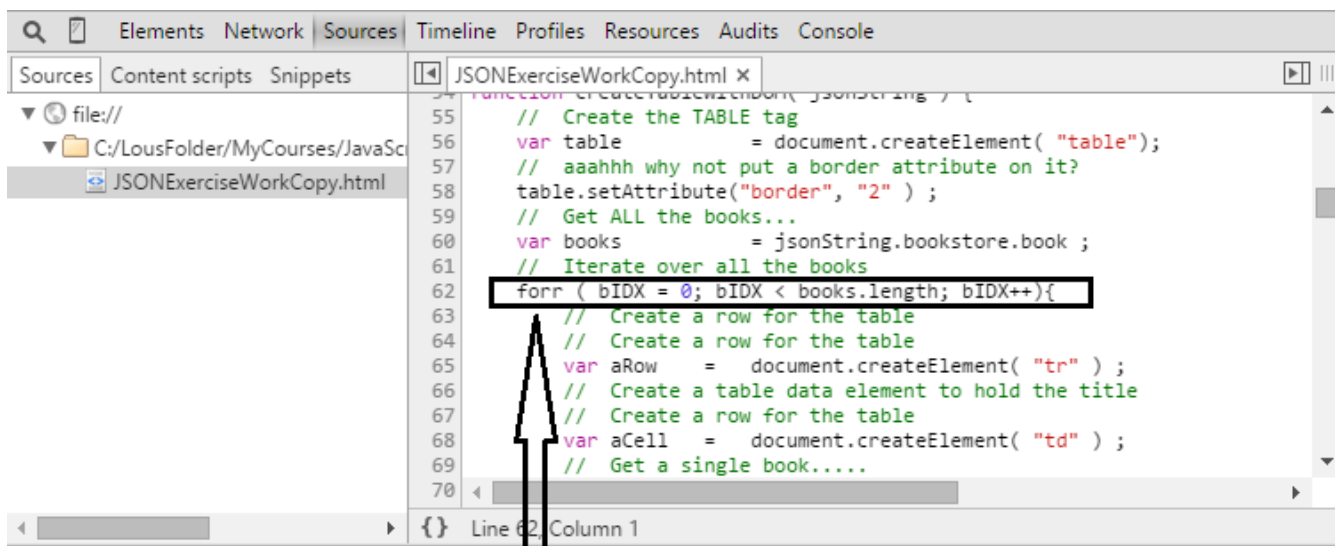 Elements Network Sources Timeline Profiles Resources Audits Console
Sources Content scripts Snippets
JSONExerciseWorkCopy.html ×
file://
C:/LousFolder/MyCourses/JavaScr
JSONExerciseWorkCopy.html
54 function createTableWithDom( jsonString ) {
55 // Create the TABLE tag
56 var table = document.createElement( "table");
57 // aaahhh why not put a border attribute on it?
58 table.setAttribute("border", "2" ) ;
59 // Get ALL the books...
60 var books = jsonString.bookstore.book ;
61 // Iterate over all the books
62 forr ( bIDX = 0; bIDX < books.length; bIDX++){
63 // Create a row for the table
64 // Create a row for the table
65 var aRow = document.createElement( "tr" ) ;
66 // Create a table data element to hold the title
67 // Create a row for the table
68 var aCell = document.createElement( "td" ) ;
69 // Get a single book.....
70
{} Line 62, Column 1